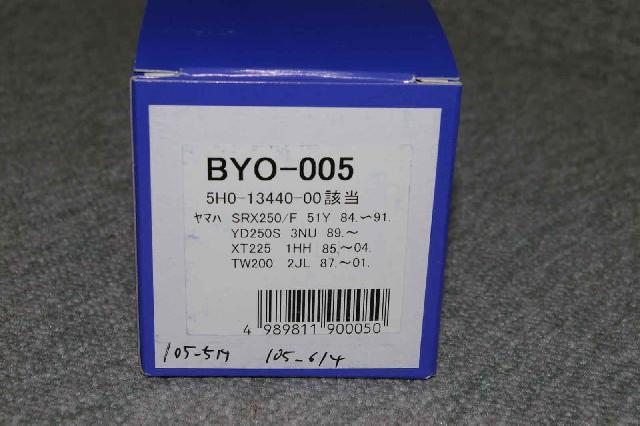 BYO-005
5H0-13440-00該当
ヤマハ SRX250/F 51Y 84.~91.
YD250S 3NU 89.~
XT225 1HH 85.~04.
TW200 2JL 87.~01.
4 989811 900050
105-514 105-614